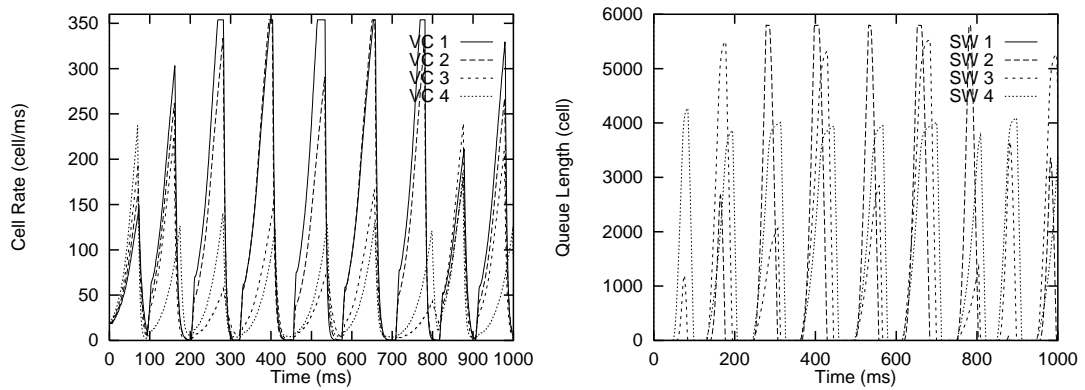 Cell Rate (cell/ms)
350
300
250
200
150
100
50
0
0 100 200 300 400 500 600 700 800 900 1000
Time (ms)
VC 1
VC 2
VC 3
VC 4
Queue Length (cell)
6000
5000
4000
3000
2000
1000
0
0 200 400 600 800 1000
Time (ms)
SW 1
SW 2
SW 3
SW 4